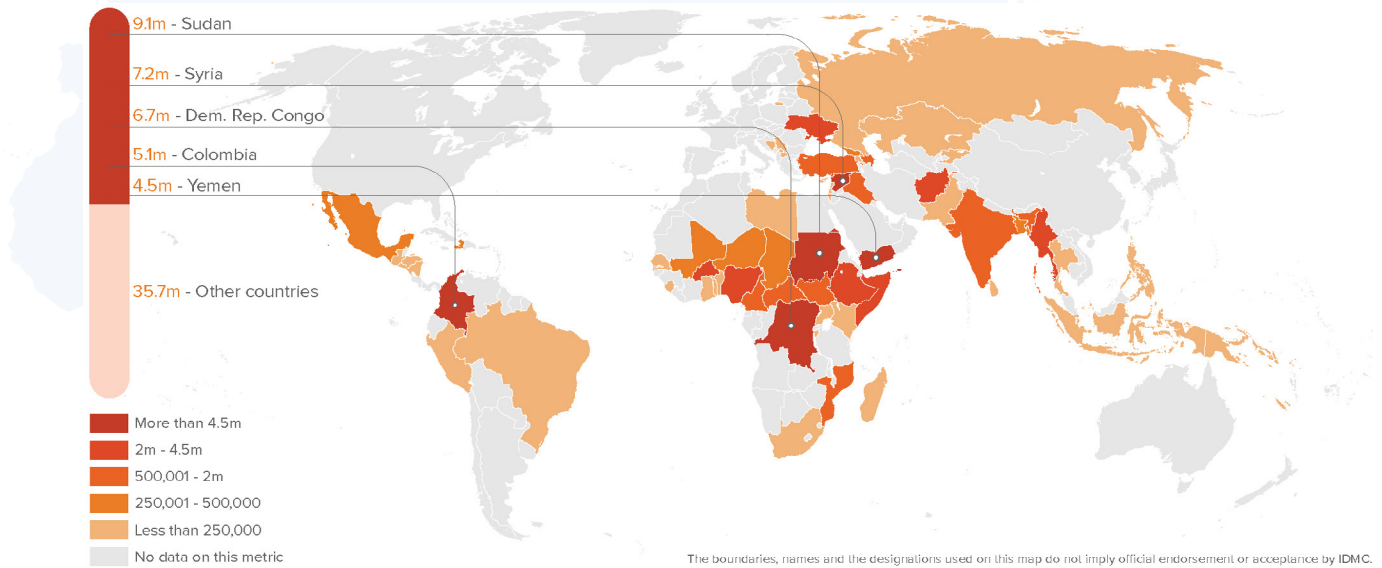 9.1m - Sudan
7.2m - Syria
6.7m - Dem. Rep. Congo
5.1m - Colombia
4.5m - Yemen
35.7m - Other countries
More than 4.5m
2m - 4.5m
500,001 - 2m
250,001 - 500,000
Less than 250,000
No data on this metric
The boundaries, names and the designations used on this map do not imply official endorsement or acceptance by IDMC.